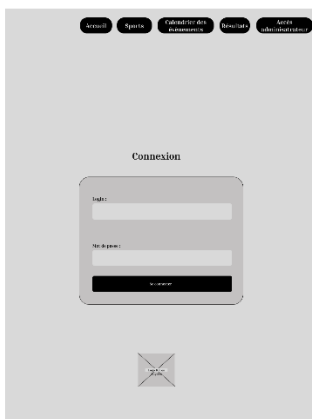 Accueil
Sports
Calendrier des
événements
Résultats
Accès
administrateur
Connexion
Login :
Mot de passe :
Se connecter